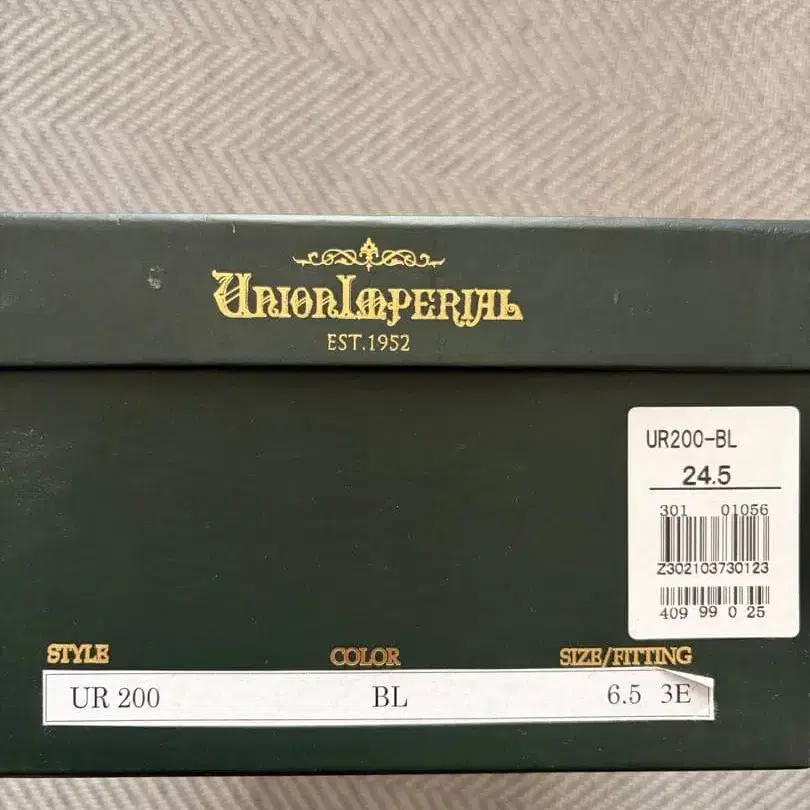 UnionImperial
EST.1952
UR200-BL
24.5
301 01056
Z302103730123
409 99 0 25
STYLE COLOR SIZE/FITTING
UR 200 BL 6.5 3E